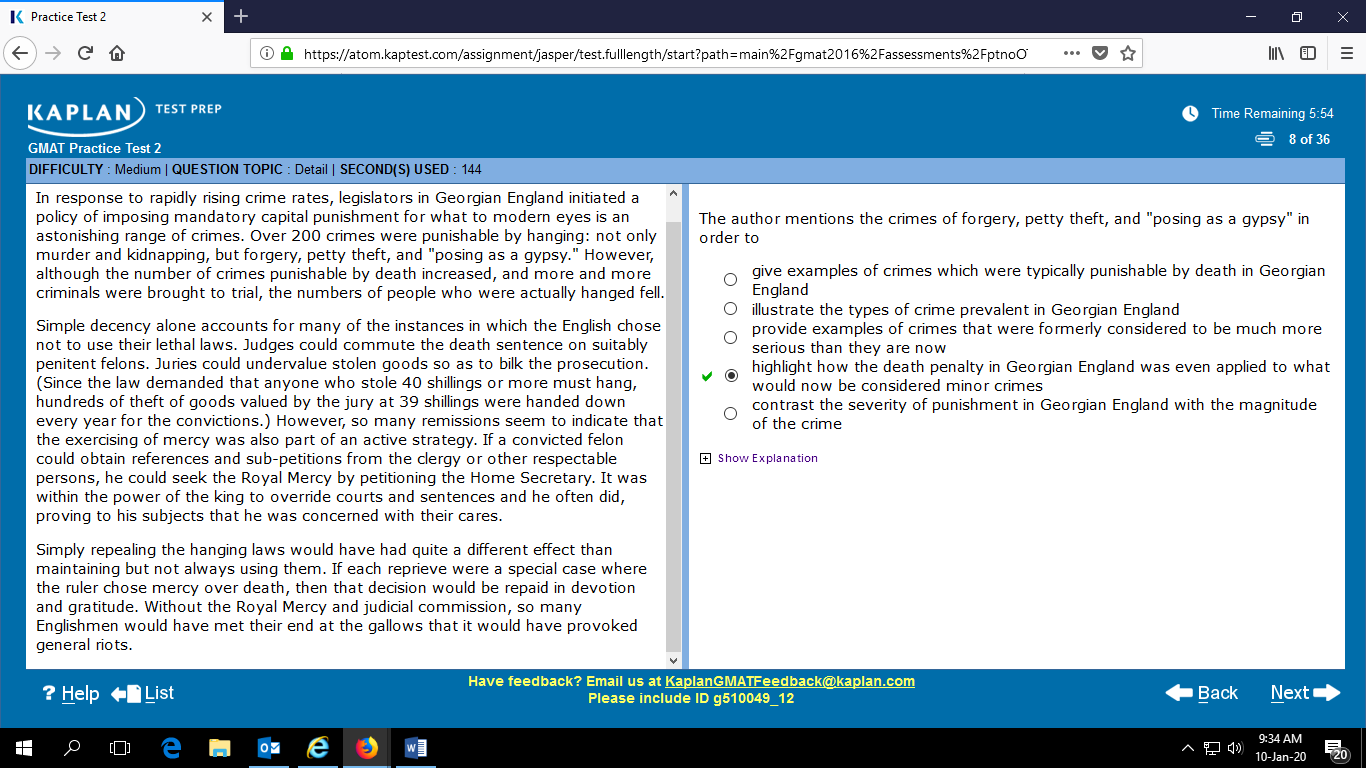 Practice Test 2
https://atom.kaptest.com/assignment/jasper/test.fulllength/start?path=main%2Fgmat2016%2Fassessments%2FptnoO
KAPLAN TEST PREP
Time Remaining 5:54
8 of 36
GMAT Practice Test 2
DIFFICULTY : Medium | QUESTION TOPIC : Detail | SECOND(S) USED : 144
In response to rapidly rising crime rates, legislators in Georgian England initiated a
policy of imposing mandatory capital punishment for what to modern eyes is an
astonishing range of crimes. Over 200 crimes were punishable by hanging: not only
murder and kidnapping, but forgery, petty theft, and "posing as a gypsy." However,
although the number of crimes punishable by death increased, and more and more
criminals were brought to trial, the numbers of people who were actually hanged fell.
Simple decency alone accounts for many of the instances in which the English chose
not to use their lethal laws. Judges could commute the death sentence on suitably
penitent felons. Juries could undervalue stolen goods so as to bilk the prosecution.
(Since the law demanded that anyone who stole 40 shillings or more must hang,
hundreds of theft of goods valued by the jury at 39 shillings were handed down
every year for the convictions.) However, so many remissions seem to indicate that
the exercising of mercy was also part of an active strategy. If a convicted felon
could obtain references and sub-petitions from the clergy or other respectable
persons, he could seek the Royal Mercy by petitioning the Home Secretary. It was
within the power of the king to override courts and sentences and he often did,
proving to his subjects that he was concerned with their cares.
Simply repealing the hanging laws would have had quite a different effect than
maintaining but not always using them. If each reprieve were a special case where
the ruler chose mercy over death, then that decision would be repaid in devotion
and gratitude. Without the Royal Mercy and judicial commission, so many
Englishmen would have met their end at the gallows that it would have provoked
general riots.
The author mentions the crimes of forgery, petty theft, and "posing as a gypsy" in
order to
give examples of crimes which were typically punishable by death in Georgian
England
illustrate the types of crime prevalent in Georgian England
provide examples of crimes that were formerly considered to be much more
serious than they are now
highlight how the death penalty in Georgian England was even applied to what
would now be considered minor crimes
contrast the severity of punishment in Georgian England with the magnitude
of the crime
Show Explanation
? Help
List
Have feedback? Email us at KaplanGMATFeedback@kaplan.com
Please include ID g510049_12
Back
Next
9:34 AM
10-Jan-20
20